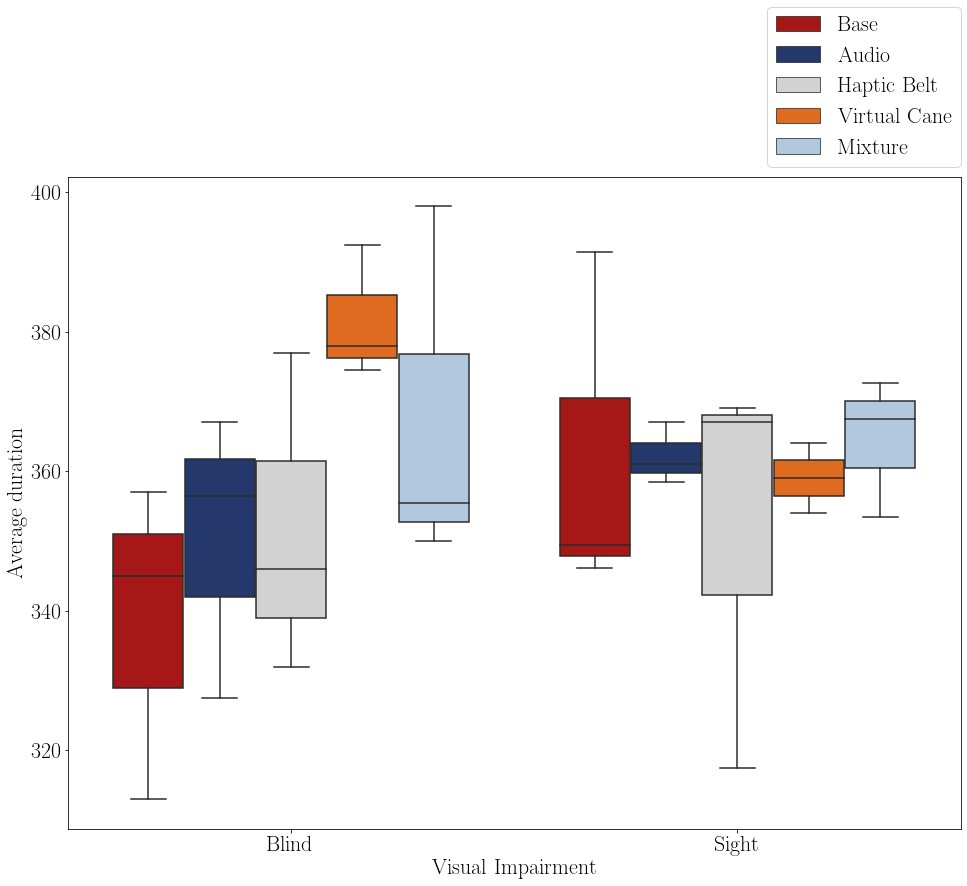 Base
Audio
Haptic Belt
Virtual Cane
Mixture
400
380
360
340
320
Average duration
Blind
Sight
Visual Impairment